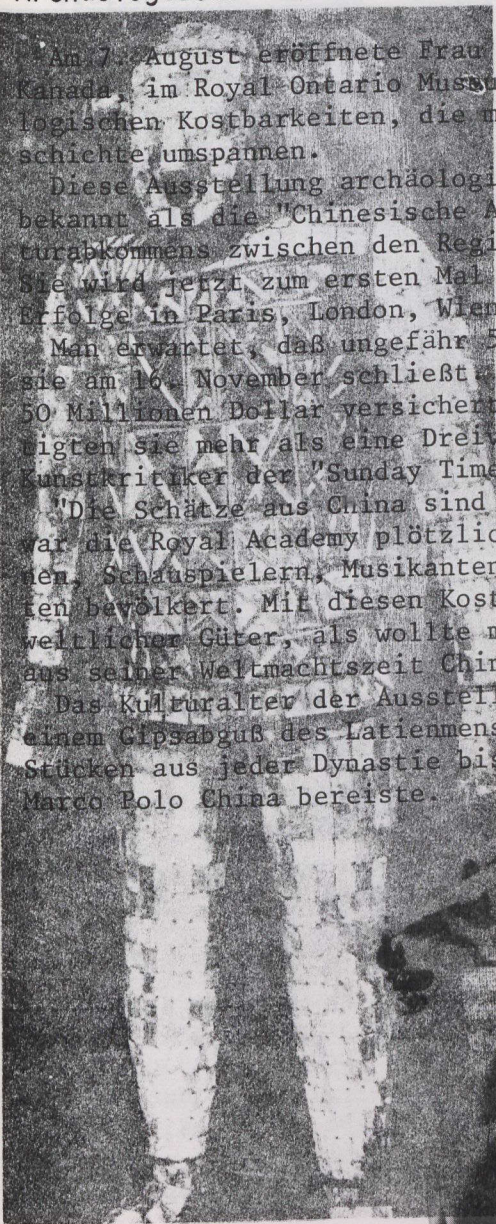 Am 7. August eröffnete Frau
Kanada, im Royal Ontario Museu
logischen Kostbarkeiten, die m
schichte umspannen.
Diese Ausstellung archäologi
bekannt als die "Chinesische A
turabkommens zwischen den Regi
Sie wird jetzt zum ersten Mal
Erfolge in Paris, London, Wien
Man erwartet, daß ungefähr 5
sie am 16. November schließt.
50 Millionen Dollar versicher
tigten sie mehr als eine Drei
Kunstkritiker der "Sunday Time
"Die Schätze aus China sind
war die Royal Academy plötzlic
nen, Schauspielern, Musikanten
ten bevölkert. Mit diesen Kost
weltlicher Güter, als wollte m
aus seiner Weltmachtszeit Chin
Das Kulturalter der Ausstell
einem Gipsabguß des Latienmens
Stücken aus jeder Dynastie bis
Marco Polo China bereiste.